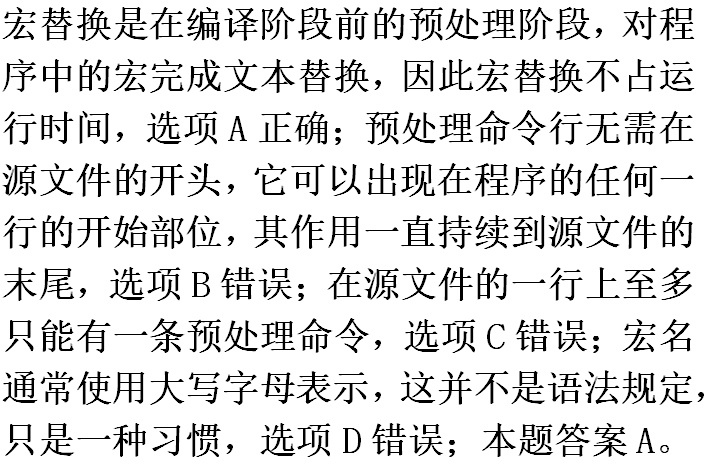 宏替换是在编译阶段前的预处理阶段，对程
序中的宏完成文本替换，因此宏替换不占运
行时间，选项A正确；预处理命令行无需在
源文件的开头，它可以出现在程序的任何一
行的开始部位，其作用一直持续到源文件的
末尾，选项B错误；在源文件的一行上至多
只能有一条预处理命令，选项C错误；宏名
通常使用大写字母表示，这并不是语法规定，
只是一种习惯，选项D错误；本题答案A。